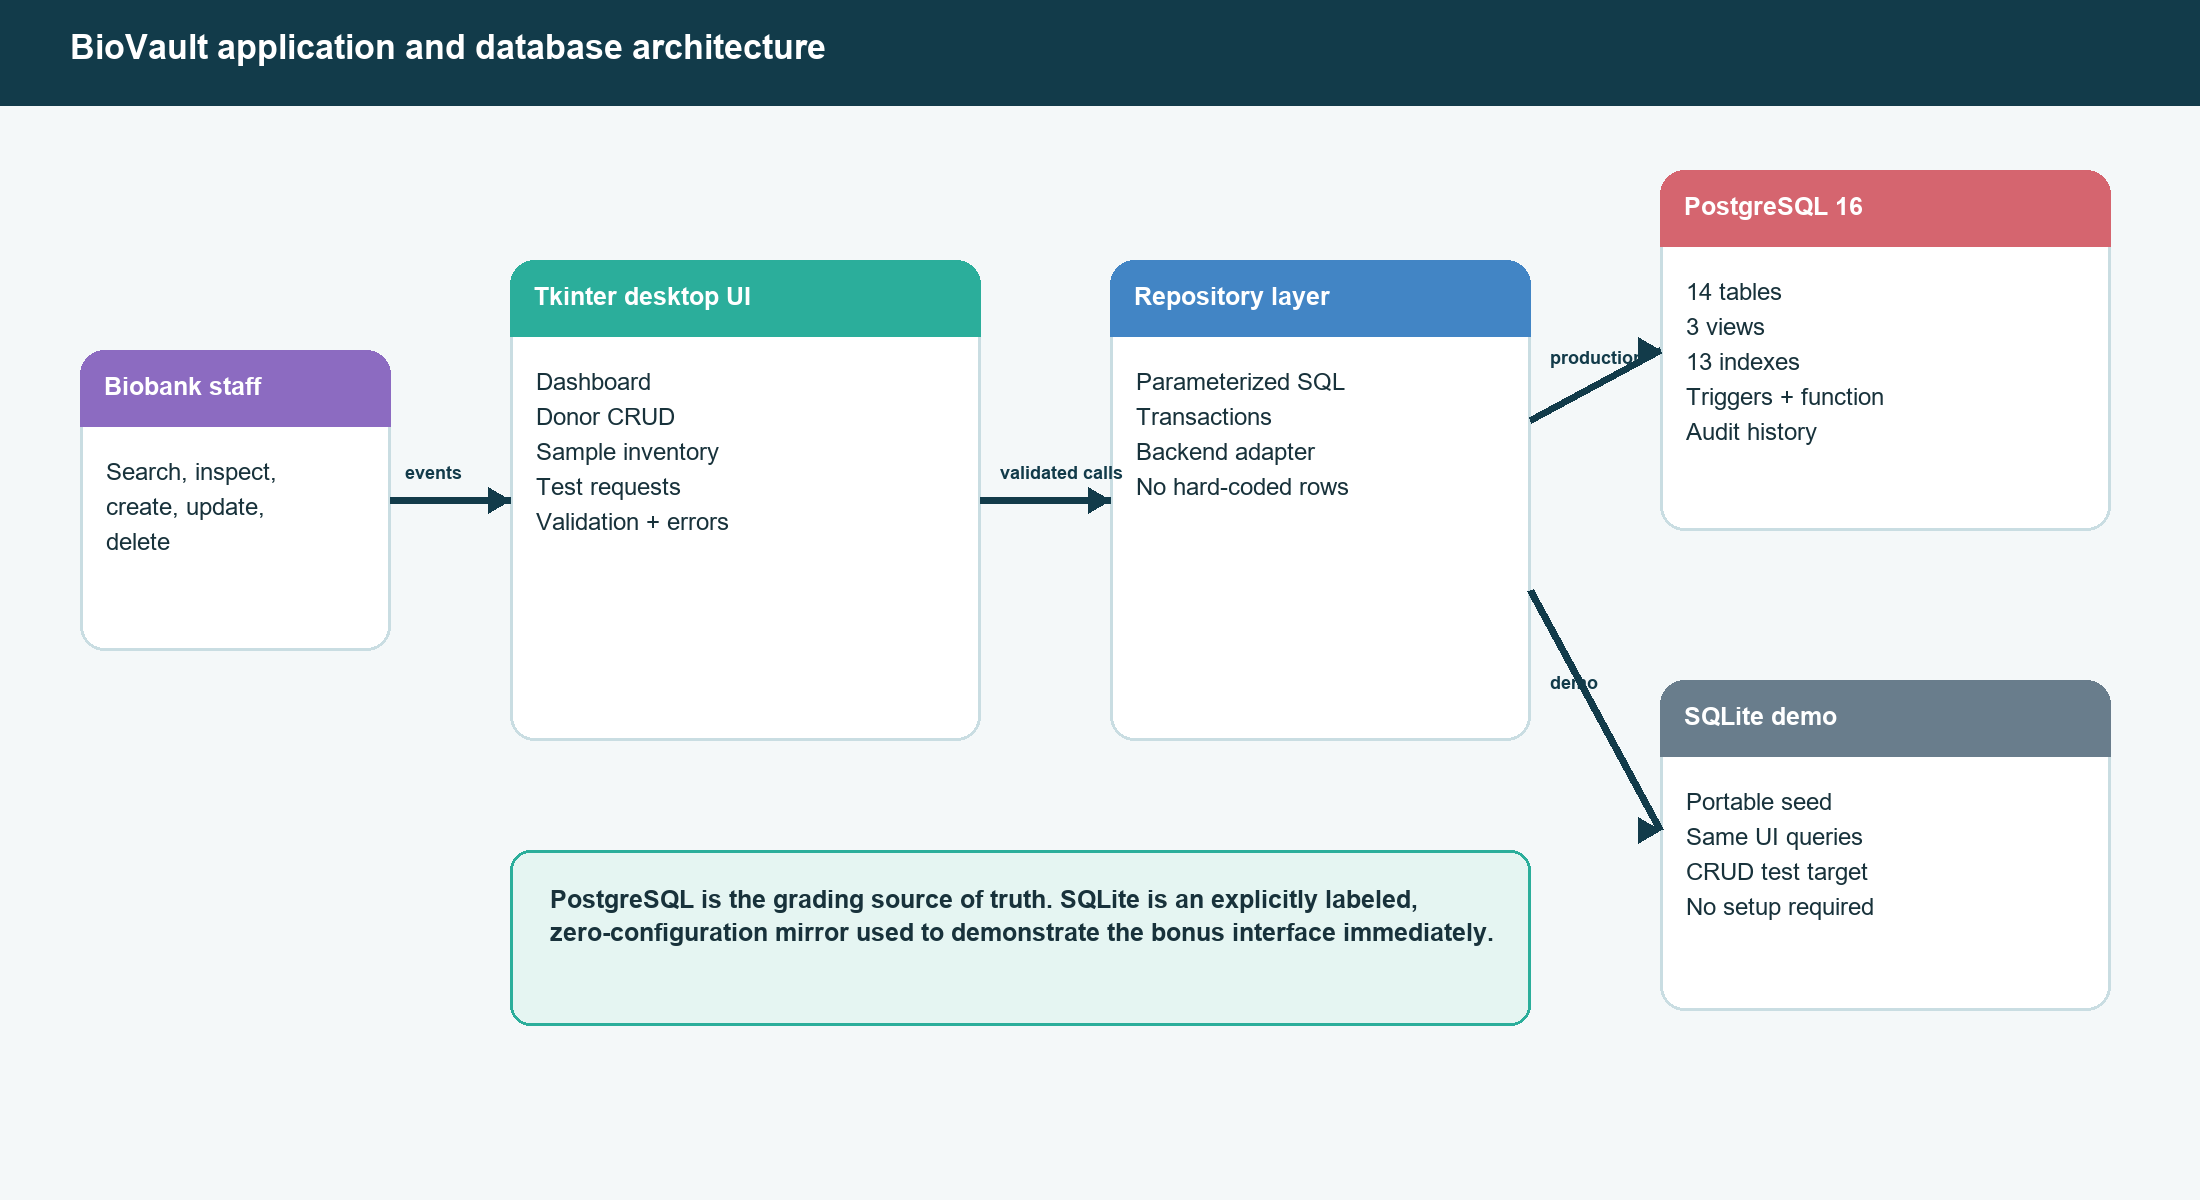 BioVault application and database architecture
Biobank staff
Search, inspect,
create, update,
delete
events
Tkinter desktop UI
Dashboard
Donor CRUD
Sample inventory
Test requests
Validation + errors
validated calls
Repository layer
Parameterized SQL
Transactions
Backend adapter
No hard-coded rows
production
PostgreSQL 16
14 tables
3 views
13 indexes
Triggers + function
Audit history
demo
SQLite demo
Portable seed
Same UI queries
CRUD test target
No setup required
PostgreSQL is the grading source of truth. SQLite is an explicitly labeled,
zero-configuration mirror used to demonstrate the bonus interface immediately.